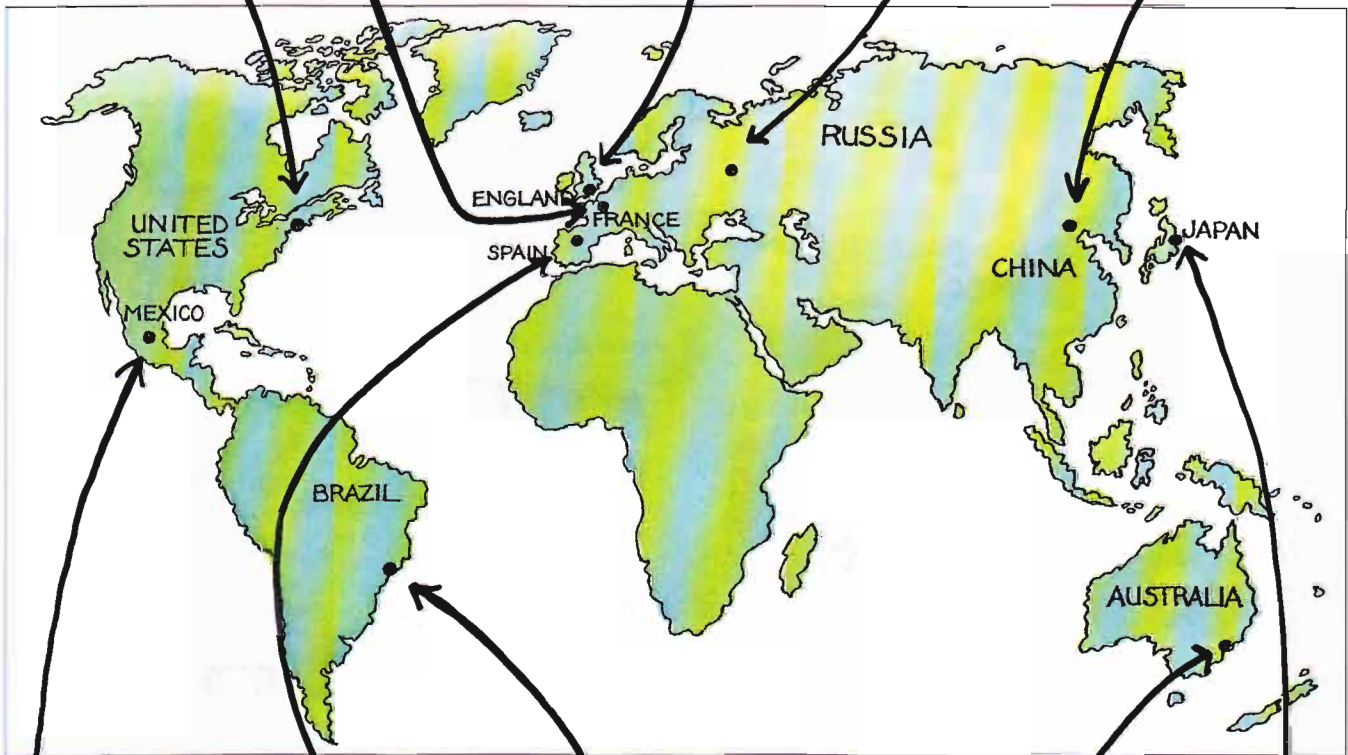 RUSSIA
ENGLAND
UNITED
STATES
FRANCE
SPAIN
JAPAN
CHINA
MEXICO
BRAZIL
AUSTRALIA